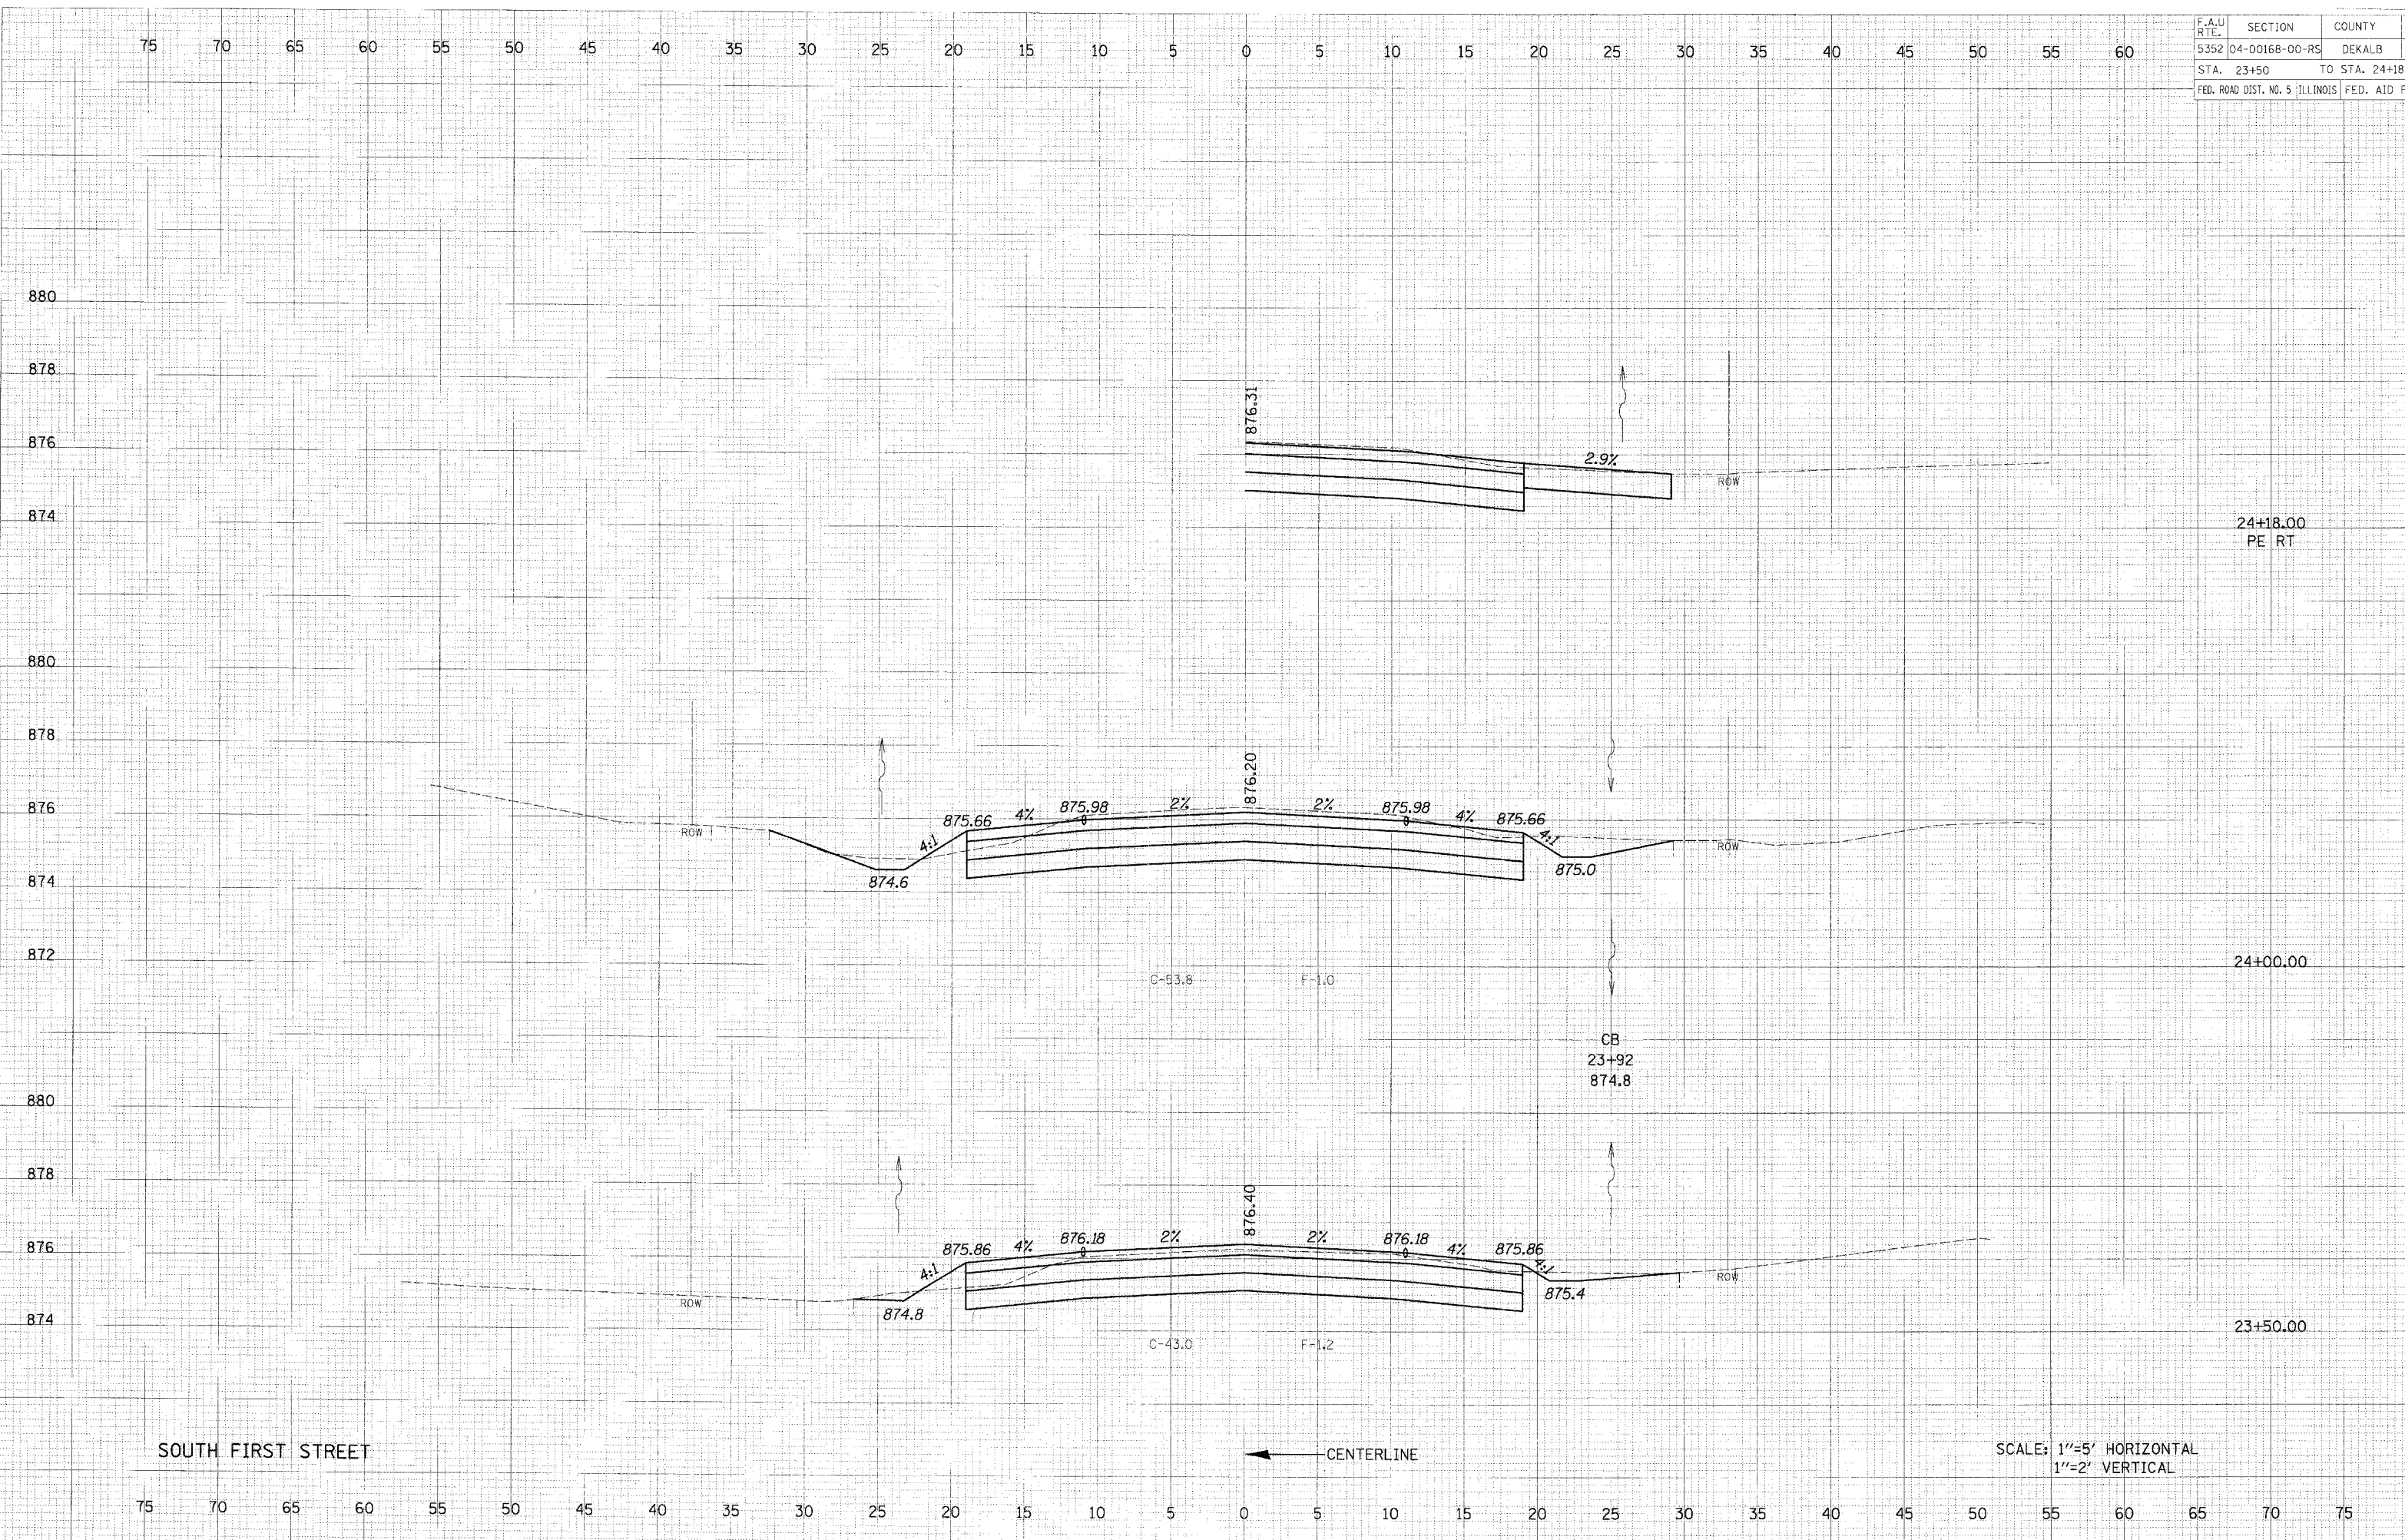 F.A.U RTE. SECTION COUNTY
5352 04-00168-00-RS DEKALB
STA. 23+50 TO STA. 24+18
FED. ROAD DIST. NO. 5 ILLINOIS FED. AID
75 70 65 60 55 50 45 40 35 30 25 20 15 10 5 0 5 10 15 20 25 30 35 40 45 50 55 60
880
878
876.31
876
2.9%
ROW
874
24+18.00
PE RT
880
878
876.20
876
875.66 4% 875.98 2% 2% 875.98 4% 875.66
ROW 4:1 4:1 ROW
874.6 875.0
874
872
24+00.00
C-53.8 F-1.0
CB
23+92
874.8
880
878
876.40
876
875.86 4% 876.18 2% 2% 876.18 4% 875.86
ROW 4:1 4:1 ROW
874.8 875.4
874
23+50.00
C-43.0 F-1.2
SOUTH FIRST STREET
CENTERLINE
SCALE: 1"=5' HORIZONTAL
1"=2' VERTICAL
75 70 65 60 55 50 45 40 35 30 25 20 15 10 5 0 5 10 15 20 25 30 35 40 45 50 55 60 65 70 75